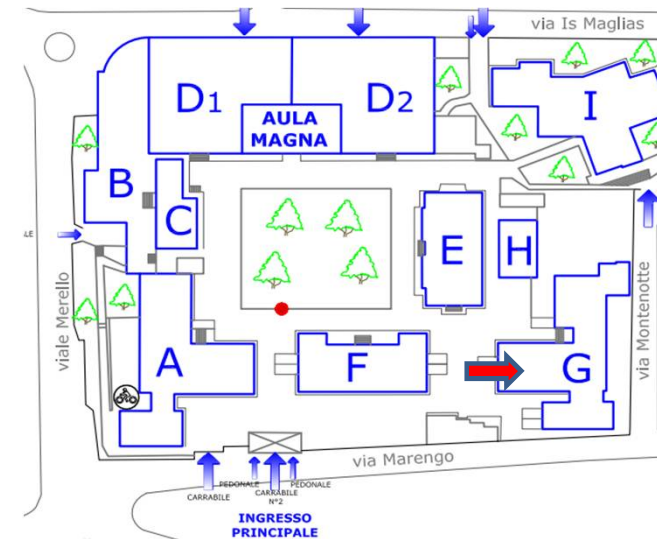 via Is Maglias
D1
D2
AULA
MAGNA
I
B
C
E
H
LE
viale Merello
via Montenotte
A
F
G
via Marengo
PEDONALE
PEDONALE
CARRABILE
CARRABILE
N°2
INGRESSO
PRINCIPALE